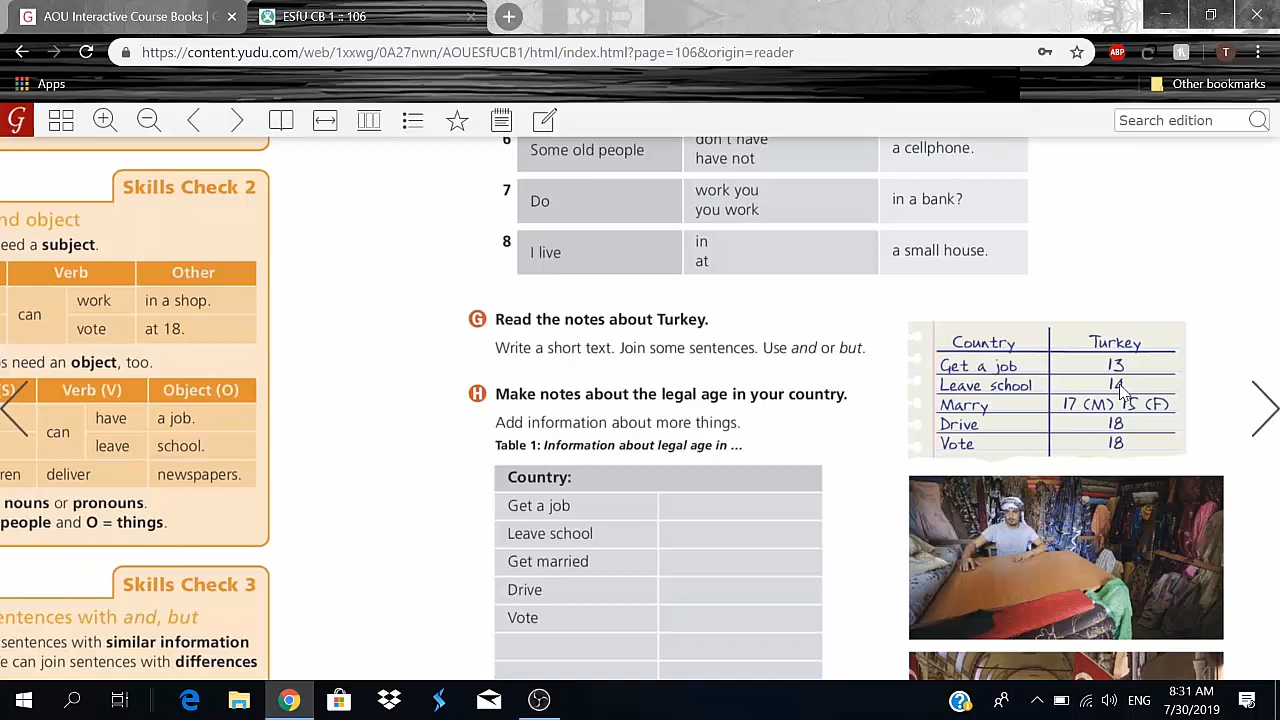 AOU Interactive Course Books |
ESfU CB 1 :: 106
https://content.yudu.com/web/1xxwg/0A27nwn/AOUESfUCB1/html/index.html?page=106&origin=reader
ABP
T
Apps
Other bookmarks
G
Search edition
Skills Check 2
nd object
eed a subject.
Verb
Other
can
work
in a shop.
vote
at 18.
s need an object, too.
(S)
Verb (V)
Object (O)
can
have
a job.
leave
school.
ren
deliver
newspapers.
nouns or pronouns.
people and O = things.
Skills Check 3
entences with and, but
sentences with similar information
e can join sentences with differences
6
Some old people
don't have
have not
a cellphone.
7
Do
work you
you work
in a bank?
8
I live
in
at
a small house.
G Read the notes about Turkey.
Write a short text. Join some sentences. Use and or but.
H Make notes about the legal age in your country.
Add information about more things.
Table 1: Information about legal age in ...
Country:
Get a job
Leave school
Get married
Drive
Vote
Country Turkey
Get a job 13
Leave school 14
Marry 17 (M) 15 (F)
Drive 18
Vote 18
ENG
8:31 AM
7/30/2019